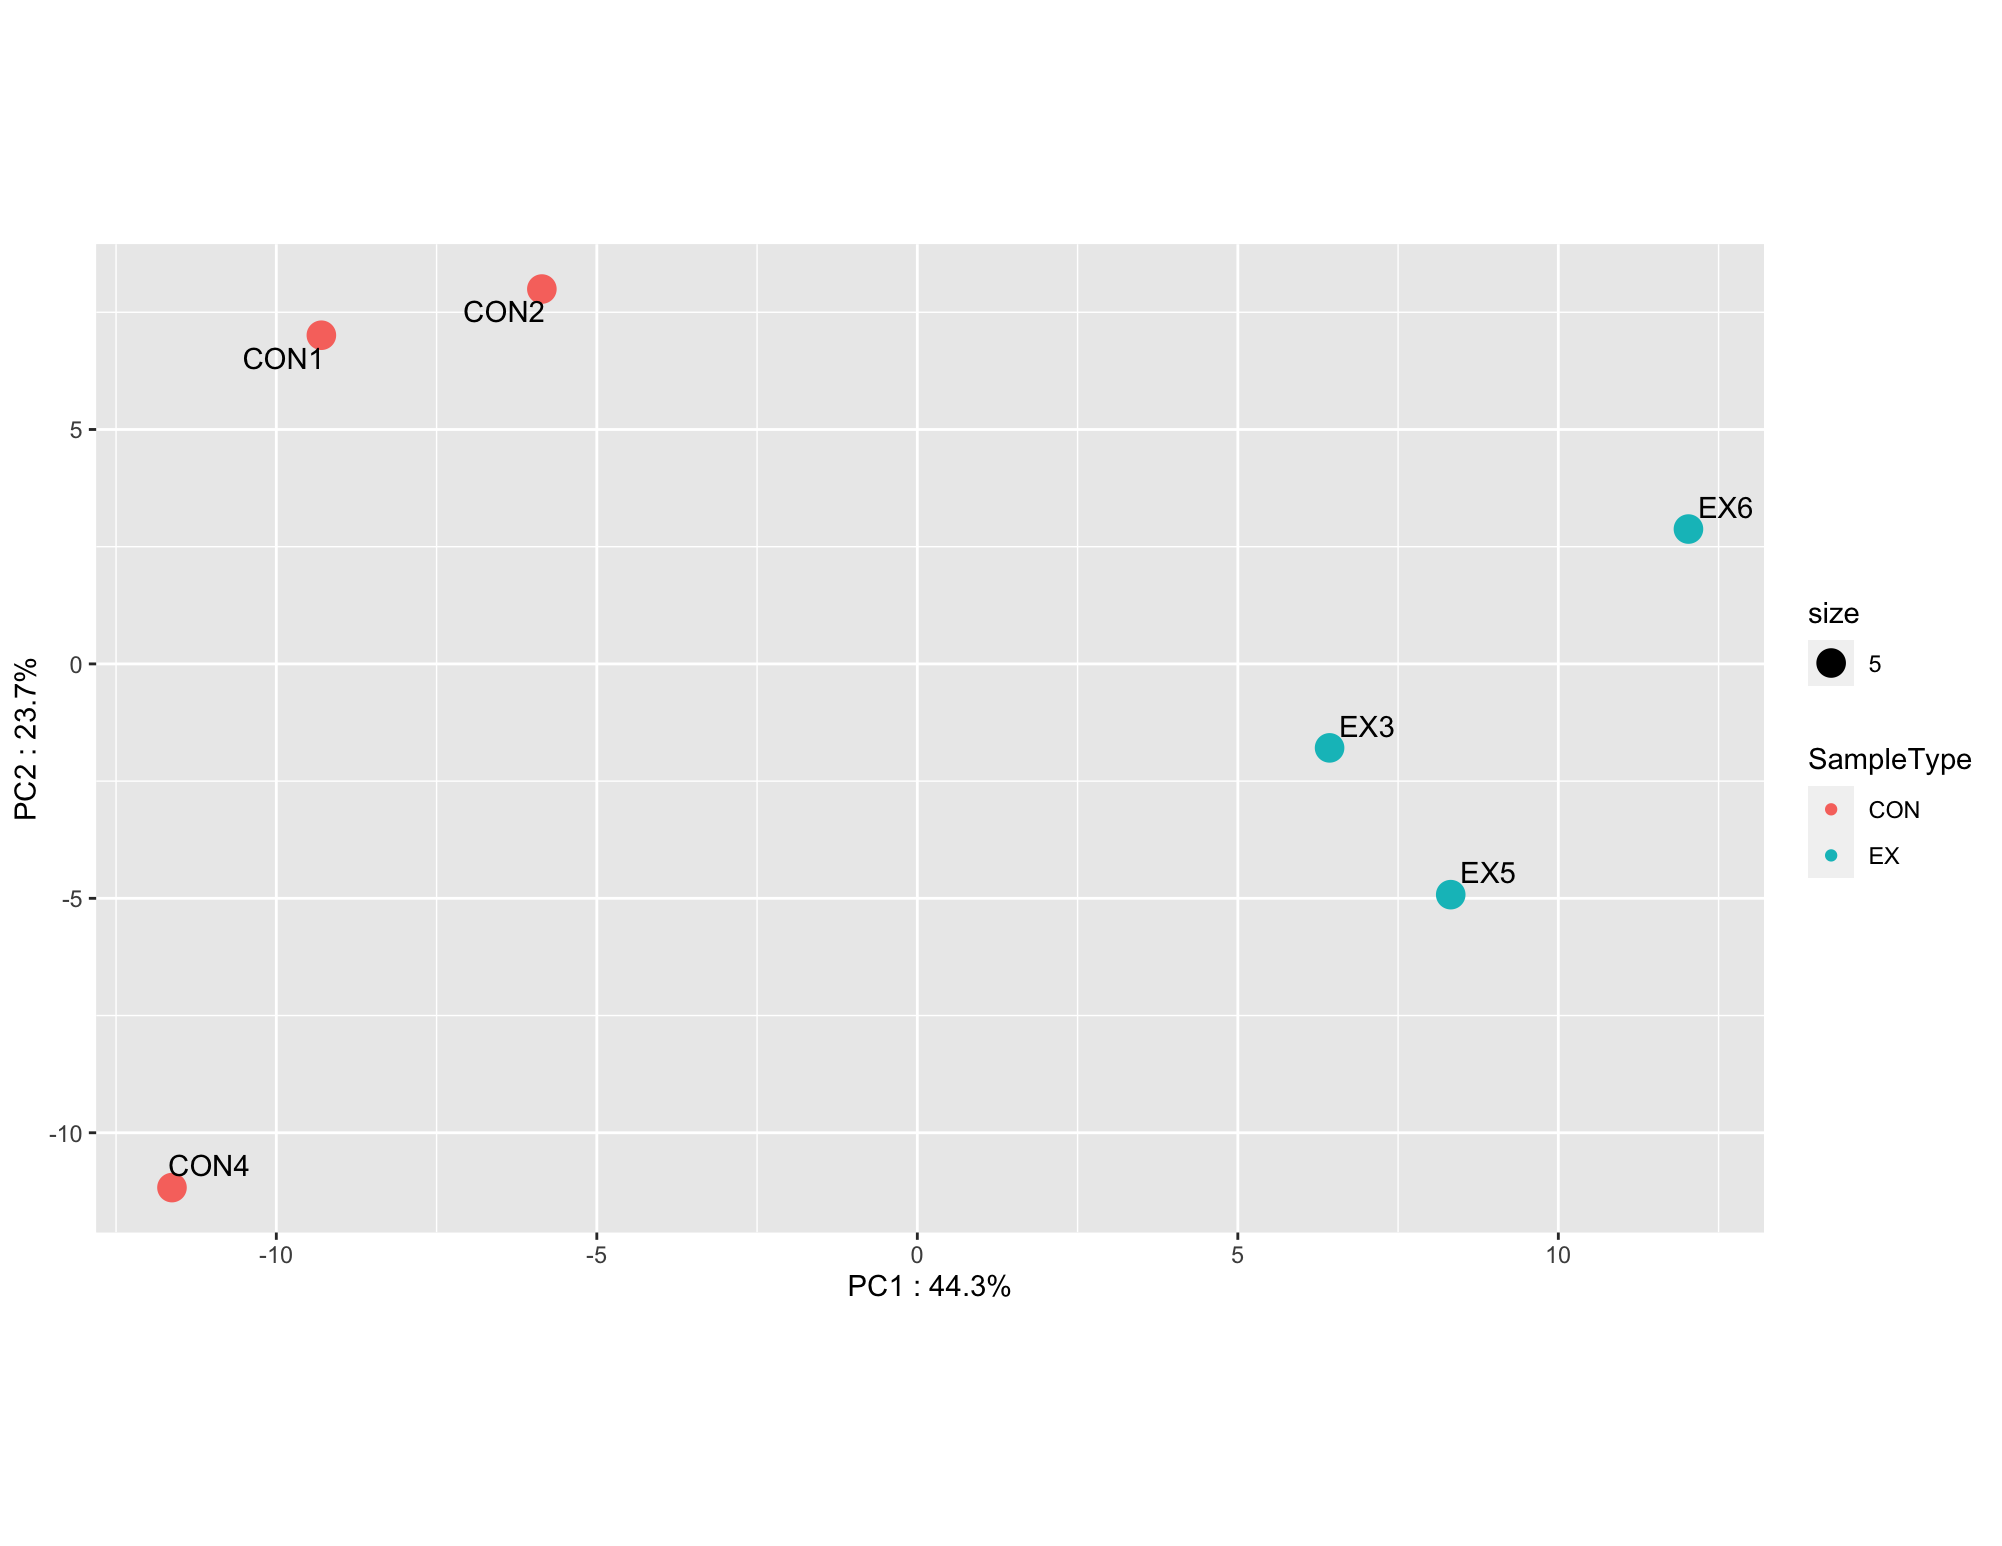 CON2
CON1
5
EX6
size
5
0
EX3
PC2 : 23.7%
SampleType
CON
EX
EX5
-5
-10
CON4
-10 -5 0 5 10
PC1 : 44.3%